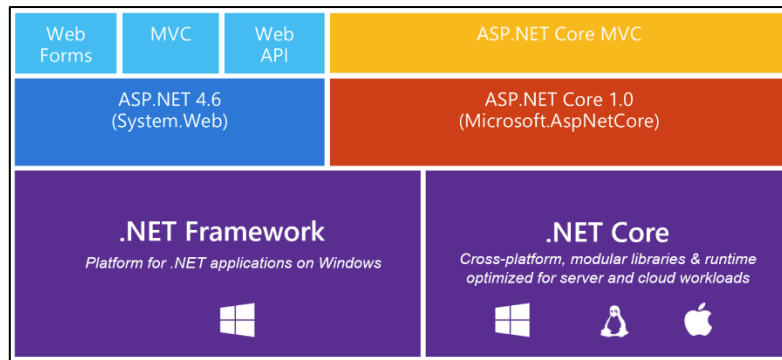 Web
Forms
MVC
Web
API
ASP.NET Core MVC
ASP.NET 4.6
(System.Web)
ASP.NET Core 1.0
(Microsoft.AspNetCore)
.NET Framework
Platform for .NET applications on Windows
.NET Core
Cross-platform, modular libraries & runtime
optimized for server and cloud workloads